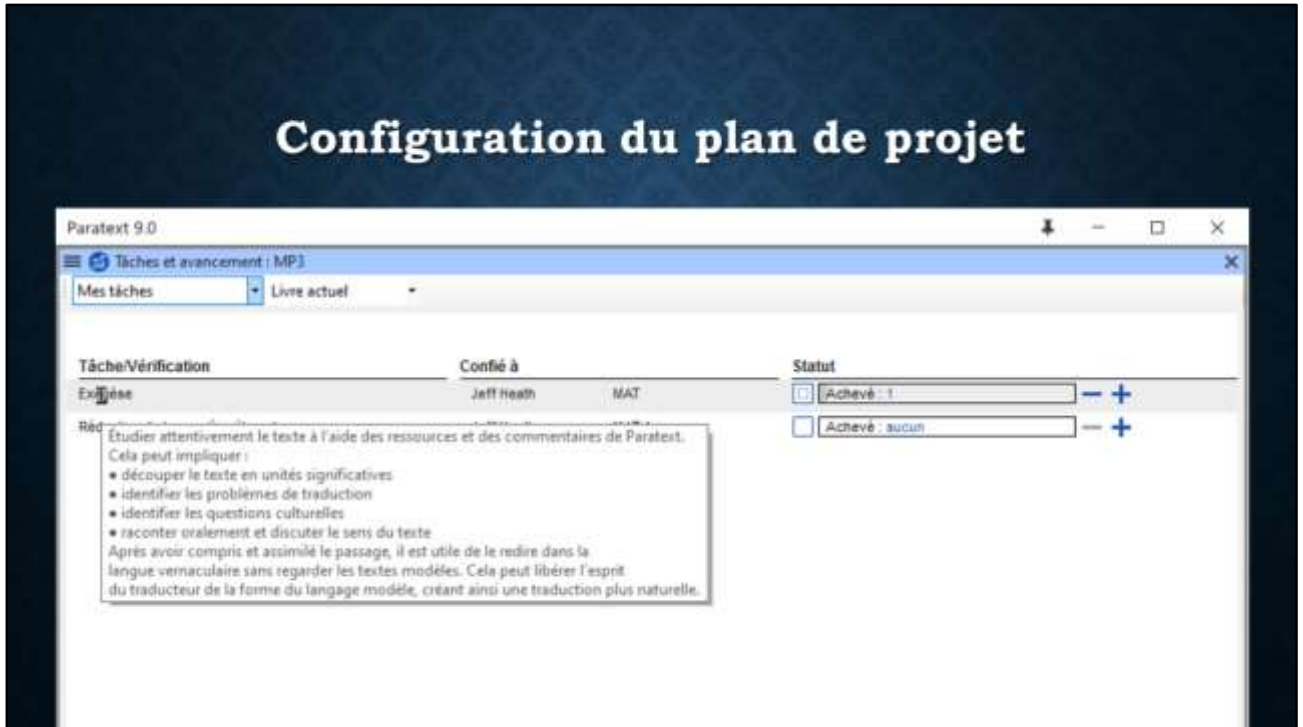 Configuration du plan de projet
Paratext 9.0
Tâches et avancement : MP3
Mes tâches Livre actuel
Tâche/Vérification Confié à Statut
Exégèse Jeff Heath MAT Achevé : 1
Réd Achevé : aucun
Étudier attentivement le texte à l'aide des ressources et des commentaires de Paratext.
Cela peut impliquer :
• découper le texte en unités significatives
• identifier les problèmes de traduction
• identifier les questions culturelles
• raconter oralement et discuter le sens du texte
Après avoir compris et assimilé le passage, il est utile de le redire dans la
langue vernaculaire sans regarder les textes modèles. Cela peut libérer l'esprit
du traducteur de la forme du langage modèle, créant ainsi une traduction plus naturelle.